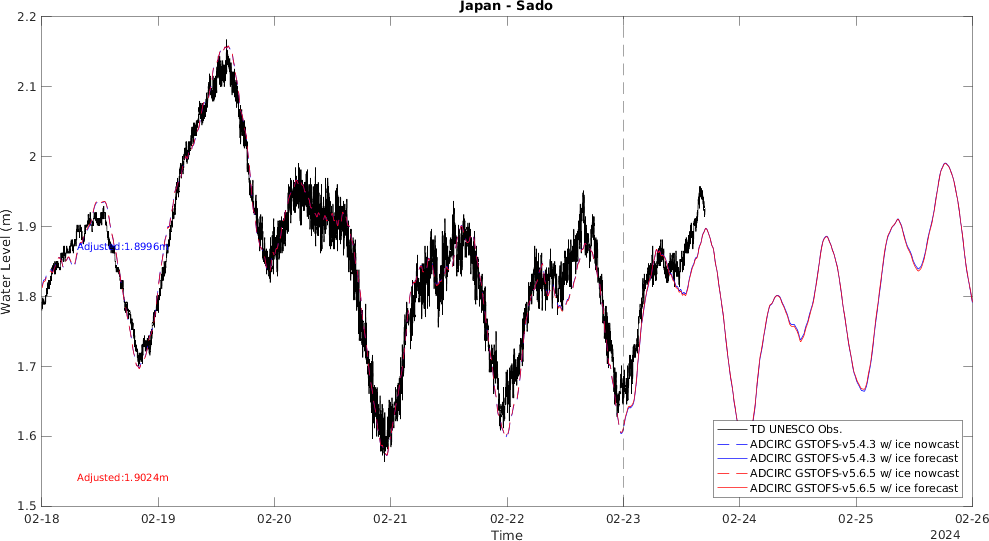 Japan - Sado
Water Level (m)
2.2
2.1
2
1.9
1.8
1.7
1.6
1.5
Adjusted:1.8996m
Adjusted:1.9024m
TD UNESCO Obs.
ADCIRC GSTOFS-v5.4.3 w/ ice nowcast
ADCIRC GSTOFS-v5.4.3 w/ ice forecast
ADCIRC GSTOFS-v5.6.5 w/ ice nowcast
ADCIRC GSTOFS-v5.6.5 w/ ice forecast
02-18 02-19 02-20 02-21 02-22 02-23 02-24 02-25 02-26
Time
2024